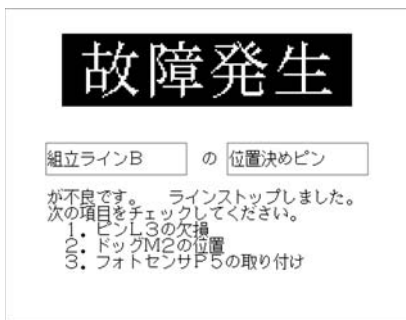 故障発生
組立ラインB の 位置決めピン
が不良です。　ラインストップしました。
次の項目をチェックしてください。
1．ピンL3の欠損
2．ドッグM2の位置
3．フォトセンサP5の取り付け